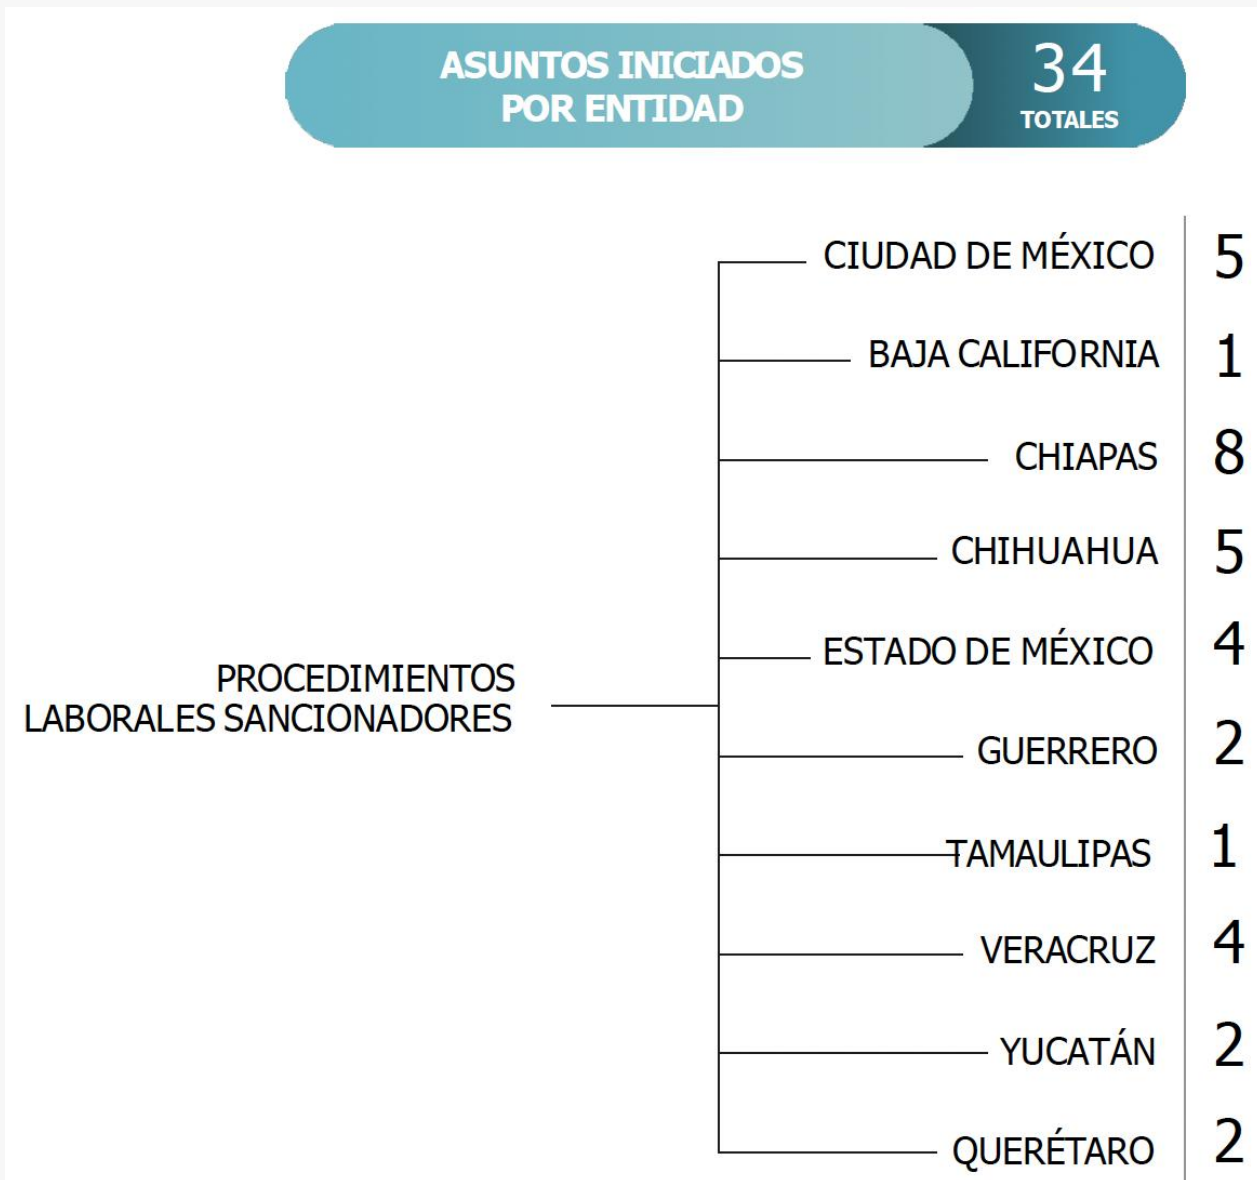 ASUNTOS INICIADOS
POR ENTIDAD
34
TOTALES
CIUDAD DE MÉXICO 5
BAJA CALIFORNIA 1
CHIAPAS 8
CHIHUAHUA 5
ESTADO DE MÉXICO 4
PROCEDIMIENTOS
LABORALES SANCIONADORES
GUERRERO 2
TAMAULIPAS 1
VERACRUZ 4
YUCATÁN 2
QUERÉTARO 2